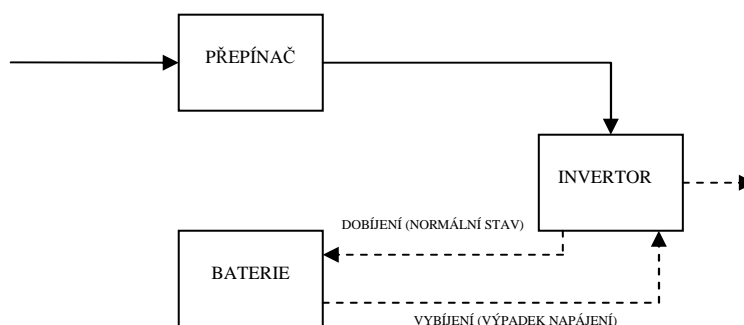 PŘEPÍNAČ
INVERTOR
DOBÍJENÍ (NORMÁLNÍ STAV)
BATERIE
VYBÍJENÍ (VÝPADEK NAPÁJENÍ)